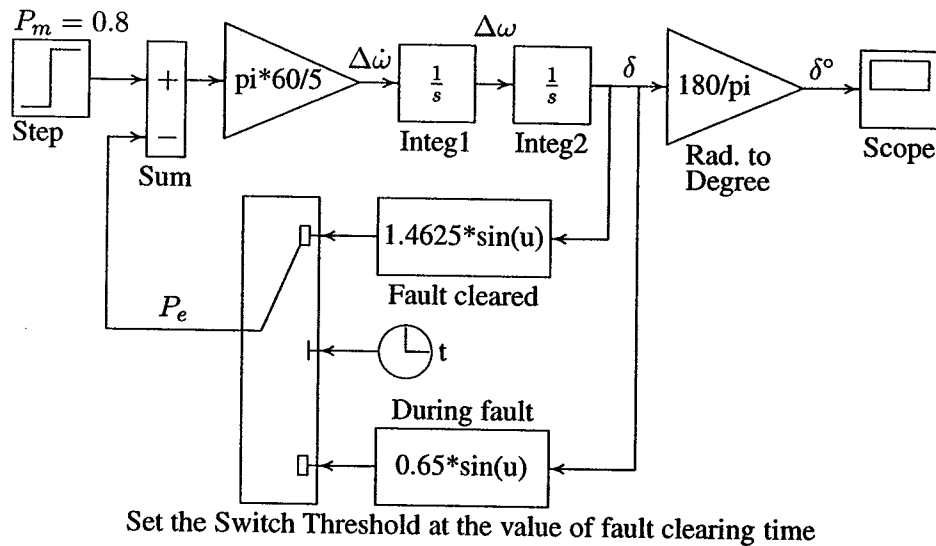 P_m = 0.8
Step
+
−
Sum
pi*60/5
Δω̇
1/s
Integ1
Δω
1/s
Integ2
δ
180/pi
Rad. to
Degree
δ°
Scope
1.4625*sin(u)
Fault cleared
P_e
t
During fault
0.65*sin(u)
Set the Switch Threshold at the value of fault clearing time